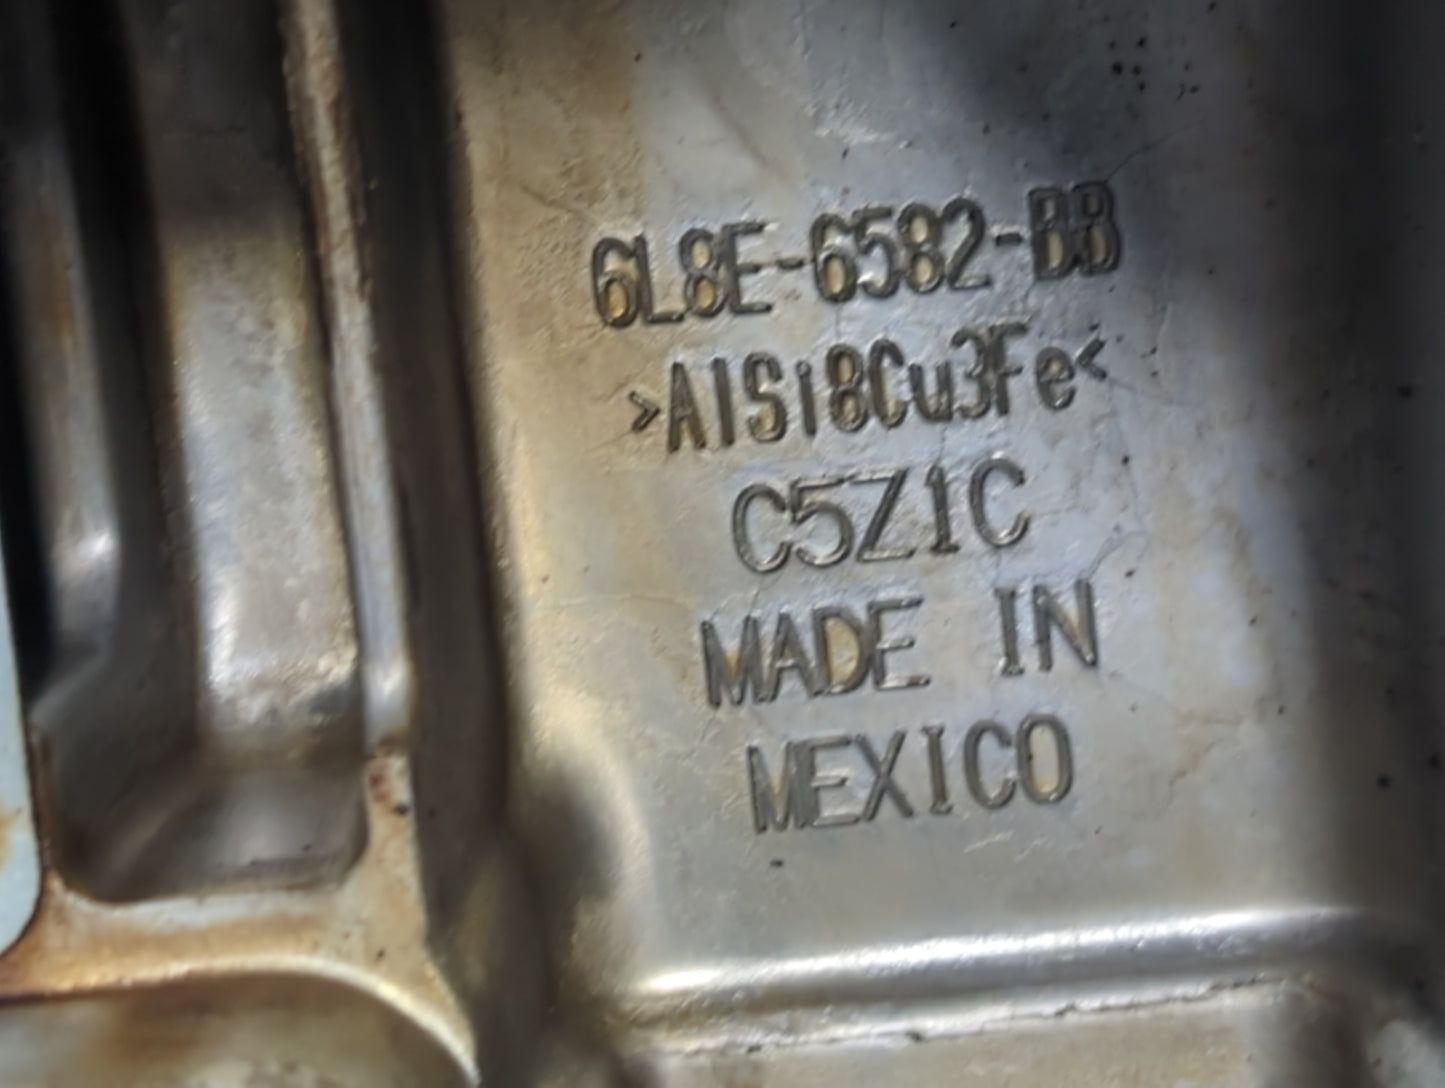 6L8E-6582-BB
>AlSi8Cu3Fe<
C5Z1C
MADE IN
MEXICO